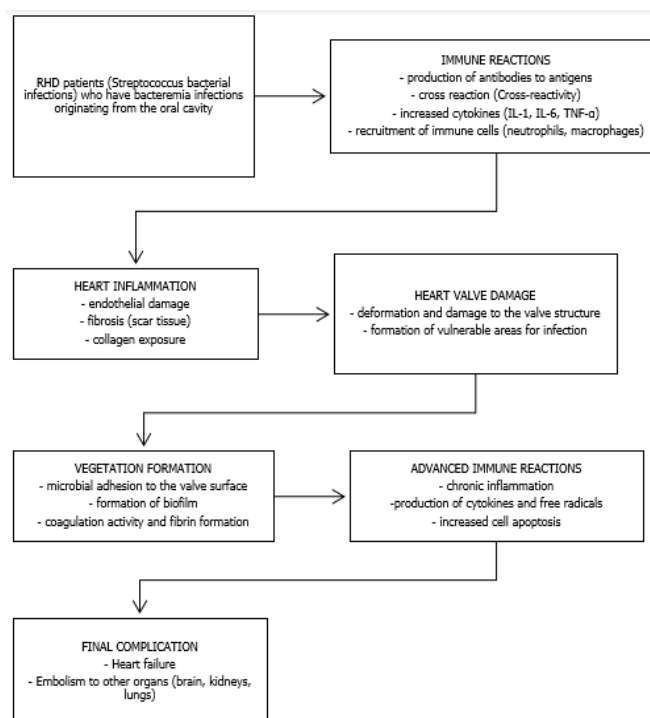 RHD patients (Streptococcus bacterial
infections) who have bacteremia infections
originating from the oral cavity
IMMUNE REACTIONS
- production of antibodies to antigens
- cross reaction (Cross-reactivity)
- increased cytokines (IL-1, IL-6, TNF-α)
- recruitment of immune cells (neutrophils, macrophages)
HEART INFLAMMATION
- endothelial damage
- fibrosis (scar tissue)
- collagen exposure
HEART VALVE DAMAGE
- deformation and damage to the valve structure
- formation of vulnerable areas for infection
VEGETATION FORMATION
- microbial adhesion to the valve surface
- formation of biofilm
- coagulation activity and fibrin formation
ADVANCED IMMUNE REACTIONS
- chronic inflammation
-production of cytokines and free radicals
- increased cell apoptosis
FINAL COMPLICATION
- Heart failure
- Embolism to other organs (brain, kidneys,
lungs)